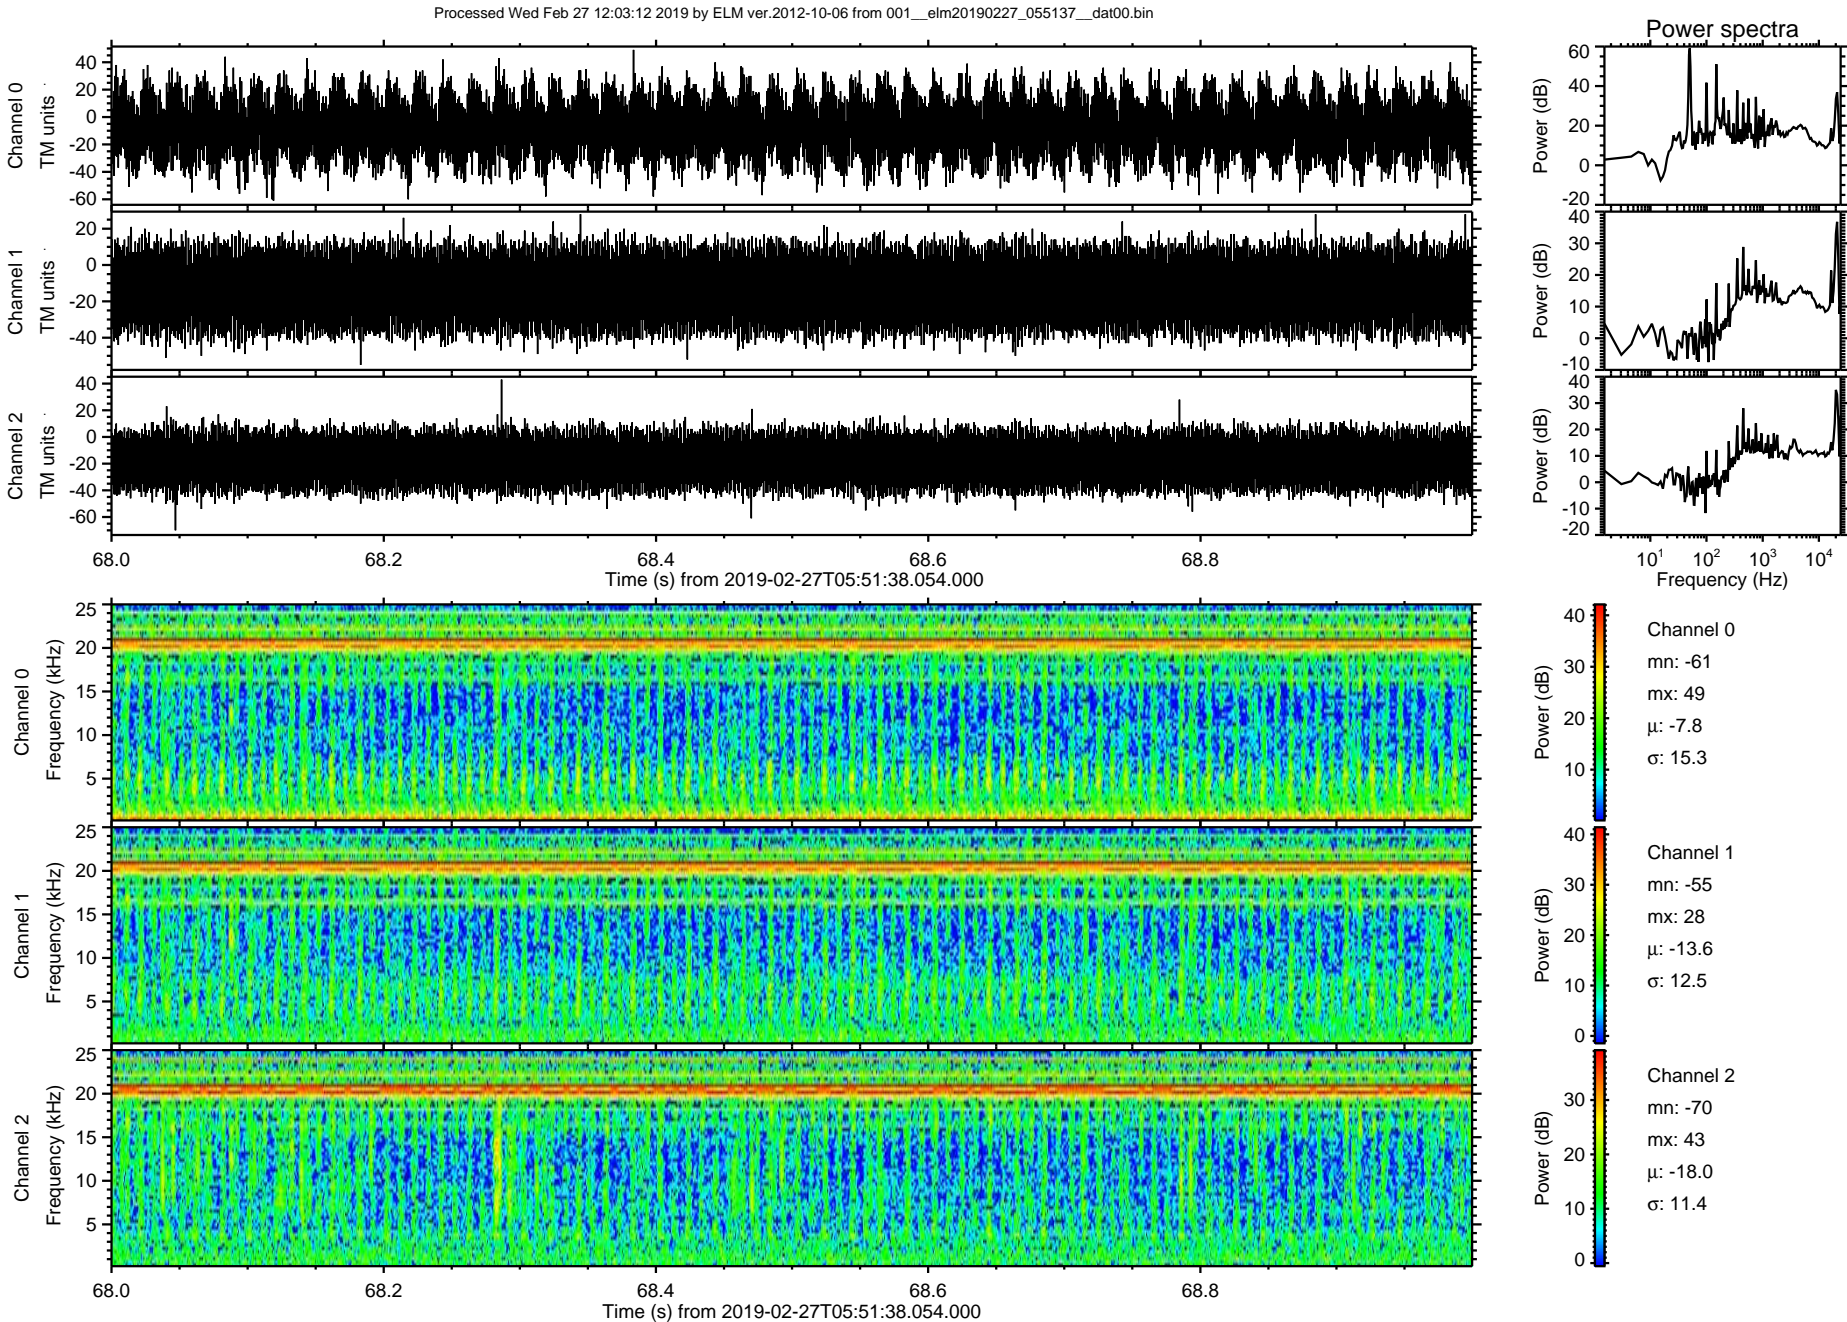 Processed Wed Feb 27 12:03:12 2019 by ELM ver.2012-10-06 from 001__elm20190227_055137__dat00.bin
Power spectra
Channel 0
TM units
40
20
0
-20
-40
-60
Power (dB)
60
40
20
0
-20
Channel 1
TM units
20
0
-20
-40
Power (dB)
40
30
20
10
0
-10
Channel 2
TM units
40
20
0
-20
-40
-60
Power (dB)
40
30
20
10
0
-10
-20
68.0 68.2 68.4 68.6 68.8
Time (s) from 2019-02-27T05:51:38.054.000
10^1 10^2 10^3 10^4
Frequency (Hz)
Channel 0
Frequency (kHz)
25
20
15
10
5
Power (dB)
40
30
20
10
Channel 0
mn: -61
mx: 49
μ: -7.8
σ: 15.3
Channel 1
Frequency (kHz)
25
20
15
10
5
Power (dB)
40
30
20
10
0
Channel 1
mn: -55
mx: 28
μ: -13.6
σ: 12.5
Channel 2
Frequency (kHz)
25
20
15
10
5
Power (dB)
30
20
10
0
Channel 2
mn: -70
mx: 43
μ: -18.0
σ: 11.4
68.0 68.2 68.4 68.6 68.8
Time (s) from 2019-02-27T05:51:38.054.000